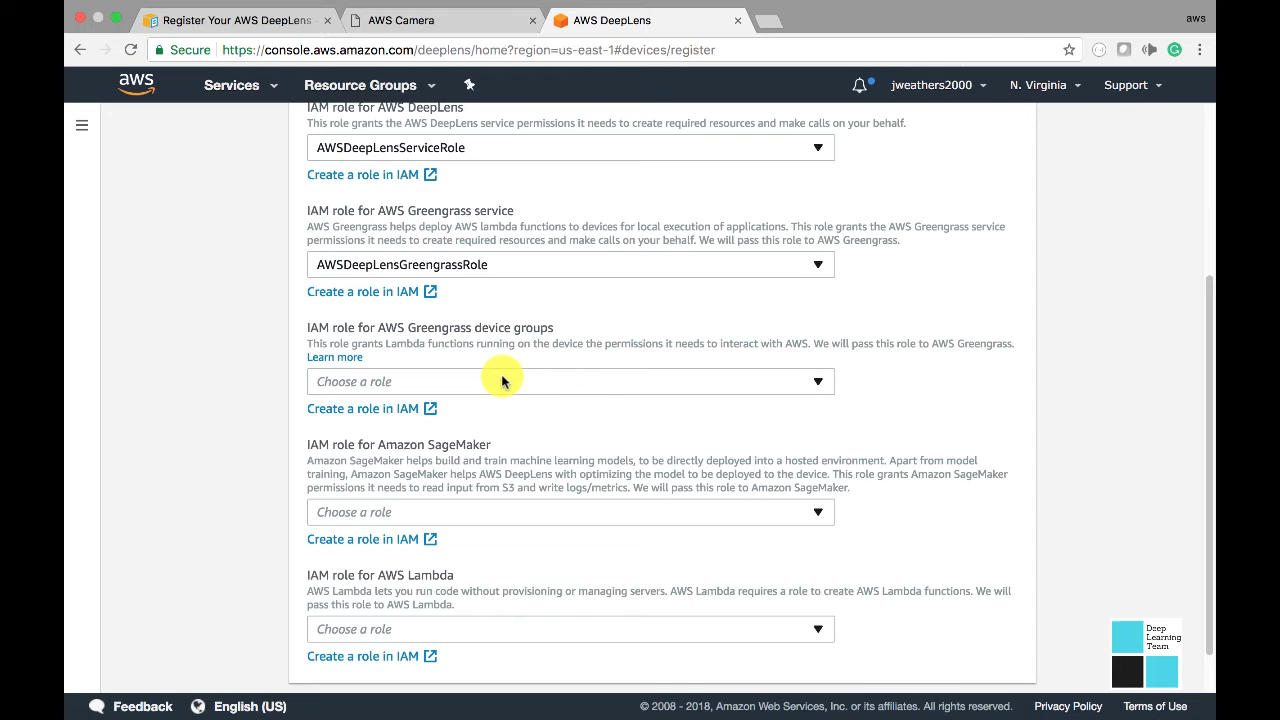 Register Your AWS DeepLens
AWS Camera
AWS DeepLens
aws
Secure
https://console.aws.amazon.com/deeplens/home?region=us-east-1#devices/register
aws
Services
Resource Groups
jweathers2000
N. Virginia
Support
IAM role for AWS DeepLens
This role grants the AWS DeepLens service permissions it needs to create required resources and make calls on your behalf.
AWSDeepLensServiceRole
Create a role in IAM
IAM role for AWS Greengrass service
AWS Greengrass helps deploy AWS lambda functions to devices for local execution of applications. This role grants the AWS Greengrass service
permissions it needs to create required resources and make calls on your behalf. We will pass this role to AWS Greengrass.
AWSDeepLensGreengrassRole
Create a role in IAM
IAM role for AWS Greengrass device groups
This role grants Lambda functions running on the device the permissions it needs to interact with AWS. We will pass this role to AWS Greengrass.
Learn more
Choose a role
Create a role in IAM
IAM role for Amazon SageMaker
Amazon SageMaker helps build and train machine learning models, to be directly deployed into a hosted environment. Apart from model
training, Amazon SageMaker helps AWS DeepLens with optimizing the model to be deployed to the device. This role grants Amazon SageMaker
permissions it needs to read input from S3 and write logs/metrics. We will pass this role to Amazon SageMaker.
Choose a role
Create a role in IAM
IAM role for AWS Lambda
AWS Lambda lets you run code without provisioning or managing servers. AWS Lambda requires a role to create AWS Lambda functions. We will
pass this role to AWS Lambda.
Choose a role
Create a role in IAM
Deep
Learning
Team
Feedback
English (US)
© 2008 - 2018, Amazon Web Services, Inc. or its affiliates. All rights reserved.
Privacy Policy
Terms of Use